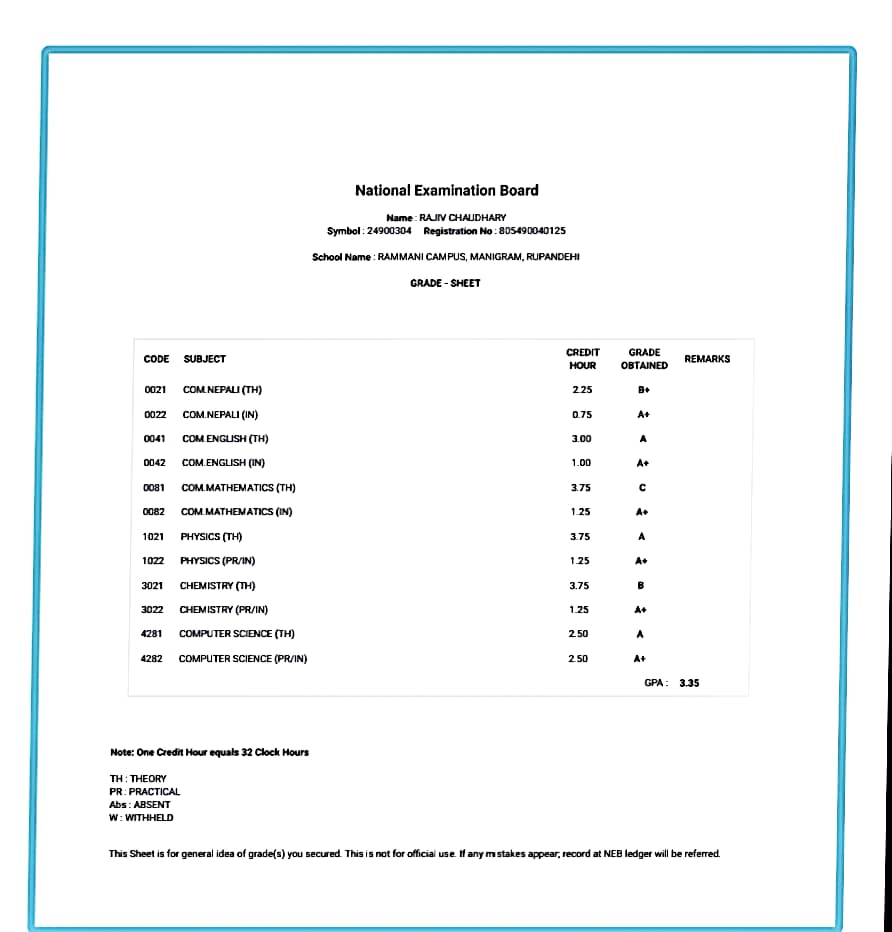 National Examination Board
Name : RAJIV CHAUDHARY
Symbol : 24900304 Registration No : 805490040125
School Name : RAMMANI CAMPUS, MANIGRAM, RUPANDEHI
GRADE - SHEET
CODE SUBJECT CREDIT HOUR GRADE OBTAINED REMARKS
0021 COM.NEPALI (TH) 2.25 B+
0022 COM.NEPALI (IN) 0.75 A+
0041 COM.ENGLISH (TH) 3.00 A
0042 COM.ENGLISH (IN) 1.00 A+
0081 COM.MATHEMATICS (TH) 3.75 C
0082 COM.MATHEMATICS (IN) 1.25 A+
1021 PHYSICS (TH) 3.75 A
1022 PHYSICS (PR/IN) 1.25 A+
3021 CHEMISTRY (TH) 3.75 B
3022 CHEMISTRY (PR/IN) 1.25 A+
4281 COMPUTER SCIENCE (TH) 2.50 A
4282 COMPUTER SCIENCE (PR/IN) 2.50 A+
GPA : 3.35
Note: One Credit Hour equals 32 Clock Hours
TH : THEORY
PR : PRACTICAL
Abs : ABSENT
W : WITHHELD
This Sheet is for general idea of grade(s) you secured. This is not for official use. If any mistakes appear, record at NEB ledger will be referred.